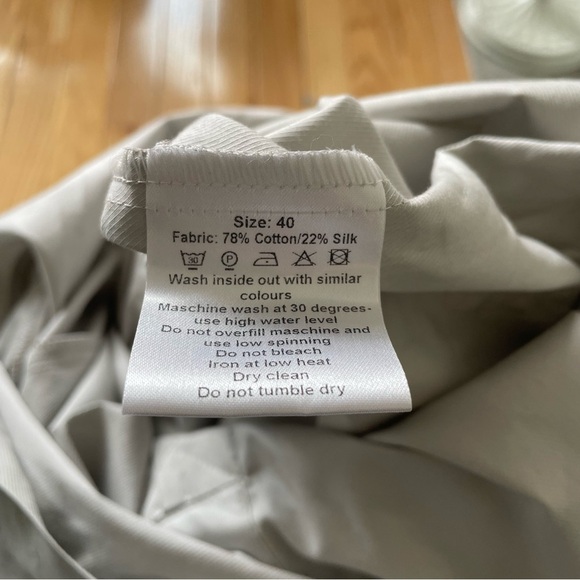 Size: 40
Fabric: 78% Cotton/22% Silk
30 P
Wash inside out with similar
colours
Maschine wash at 30 degrees-
use high water level
Do not overfill maschine and
use low spinning
Do not bleach
Iron at low heat
Dry clean
Do not tumble dry